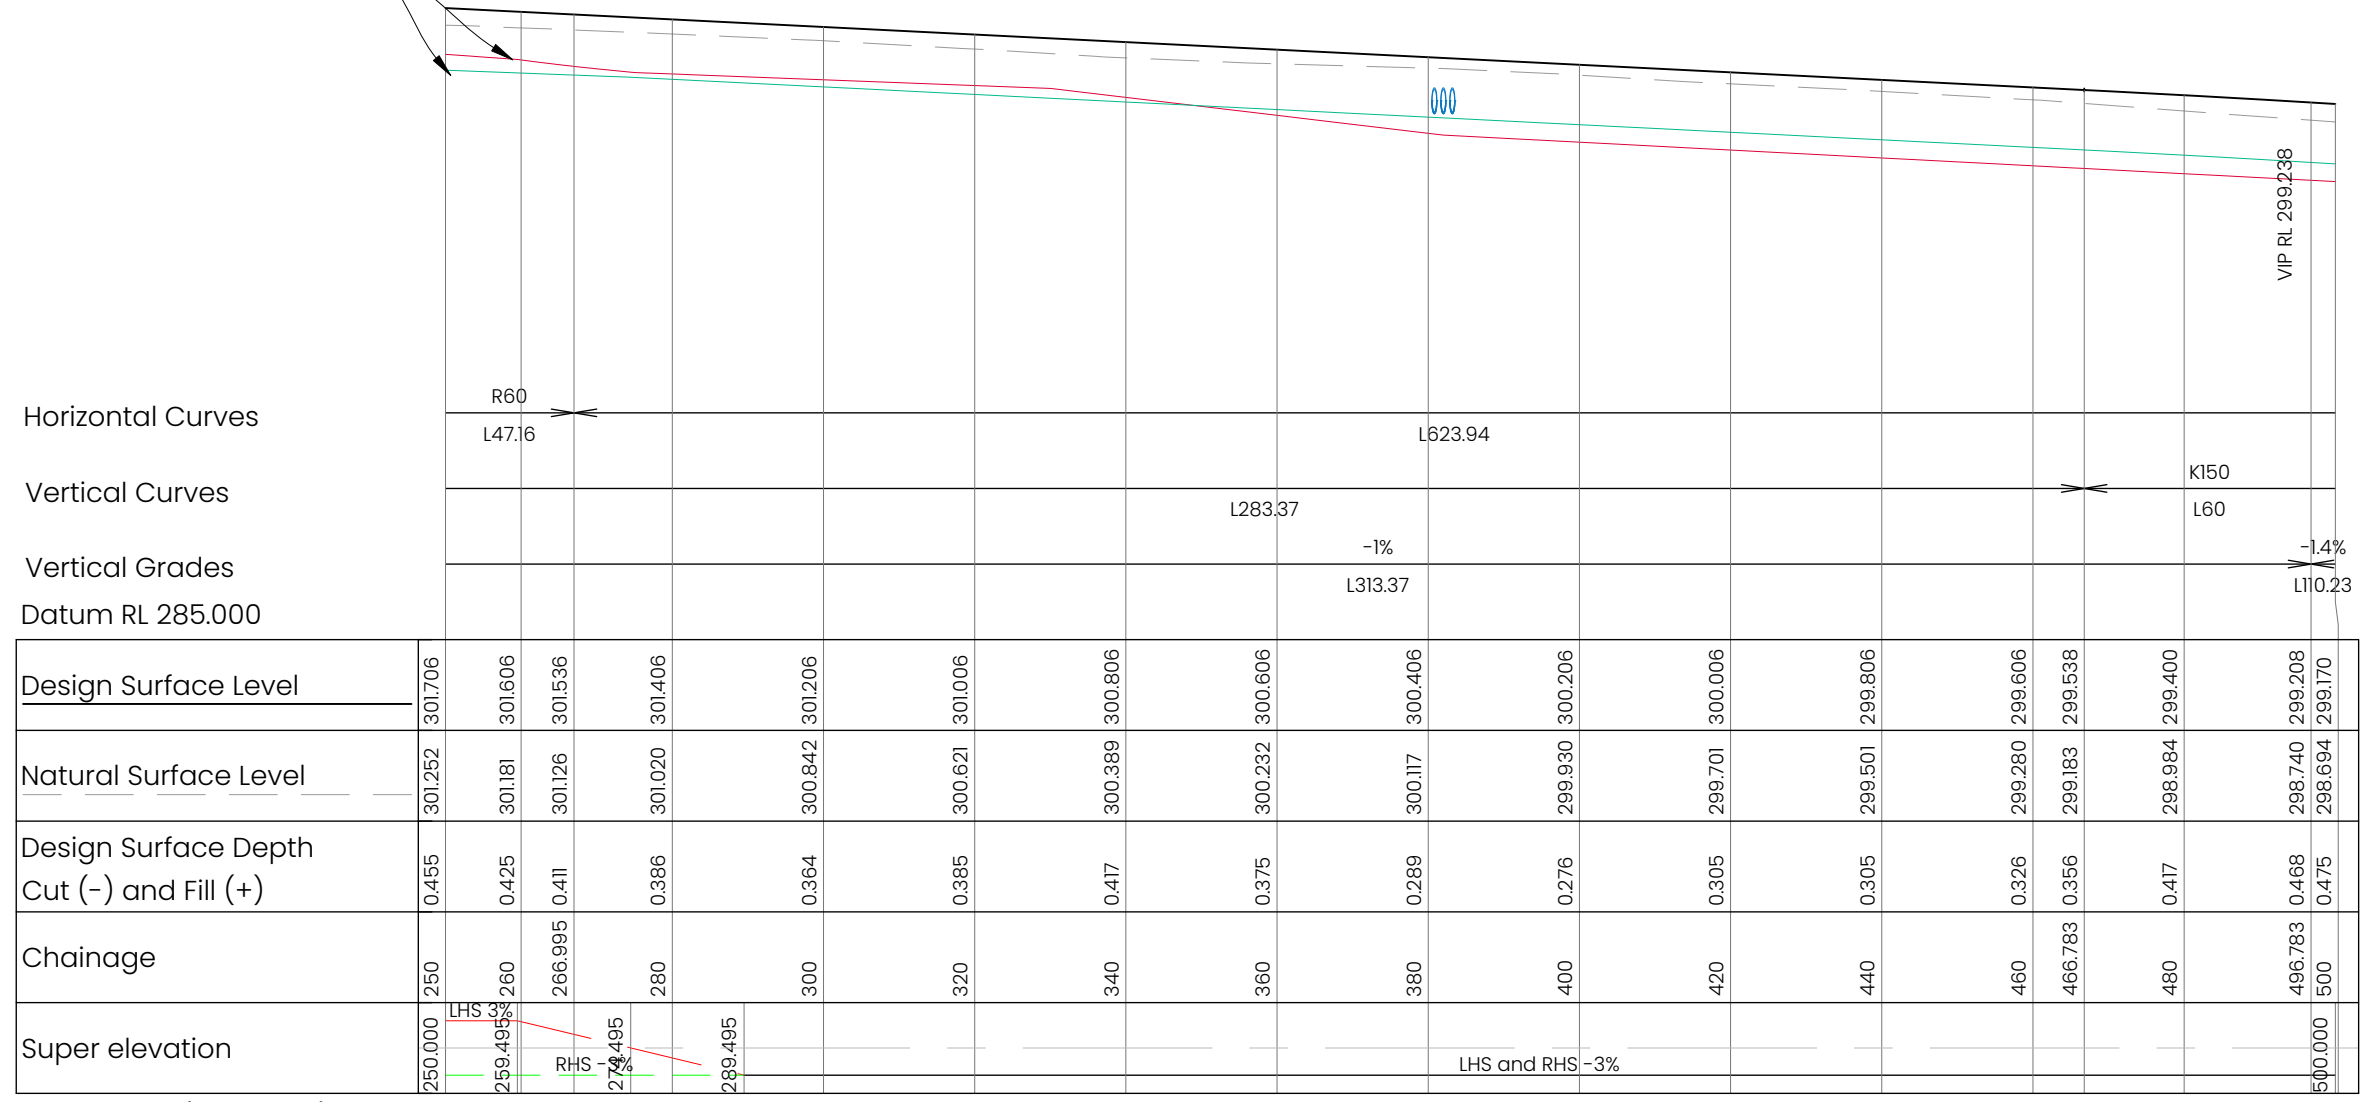 VIP RL 299.238
Horizontal Curves
R60
L47.16
L623.94
Vertical Curves
L283.37
K150
L60
Vertical Grades
-1%
L313.37
-1.4%
L110.23
Datum RL 285.000
Design Surface Level
301.706 301.606 301.536 301.406 301.206 301.006 300.806 300.606 300.406 300.206 300.006 299.806 299.606 299.538 299.400 299.208 299.170
Natural Surface Level
301.252 301.181 301.126 301.020 300.842 300.621 300.389 300.232 300.117 299.930 299.701 299.501 299.280 299.183 298.984 298.740 298.694
Design Surface Depth
Cut (-) and Fill (+)
0.455 0.425 0.411 0.386 0.364 0.385 0.417 0.375 0.289 0.276 0.305 0.305 0.326 0.356 0.417 0.468 0.475
Chainage
250 260 266.995 280 300 320 340 360 380 400 420 440 460 466.783 480 496.783 500
Super elevation
LHS 3%
RHS -3%
LHS and RHS -3%
250.000 259.495 274.495 289.495 500.000